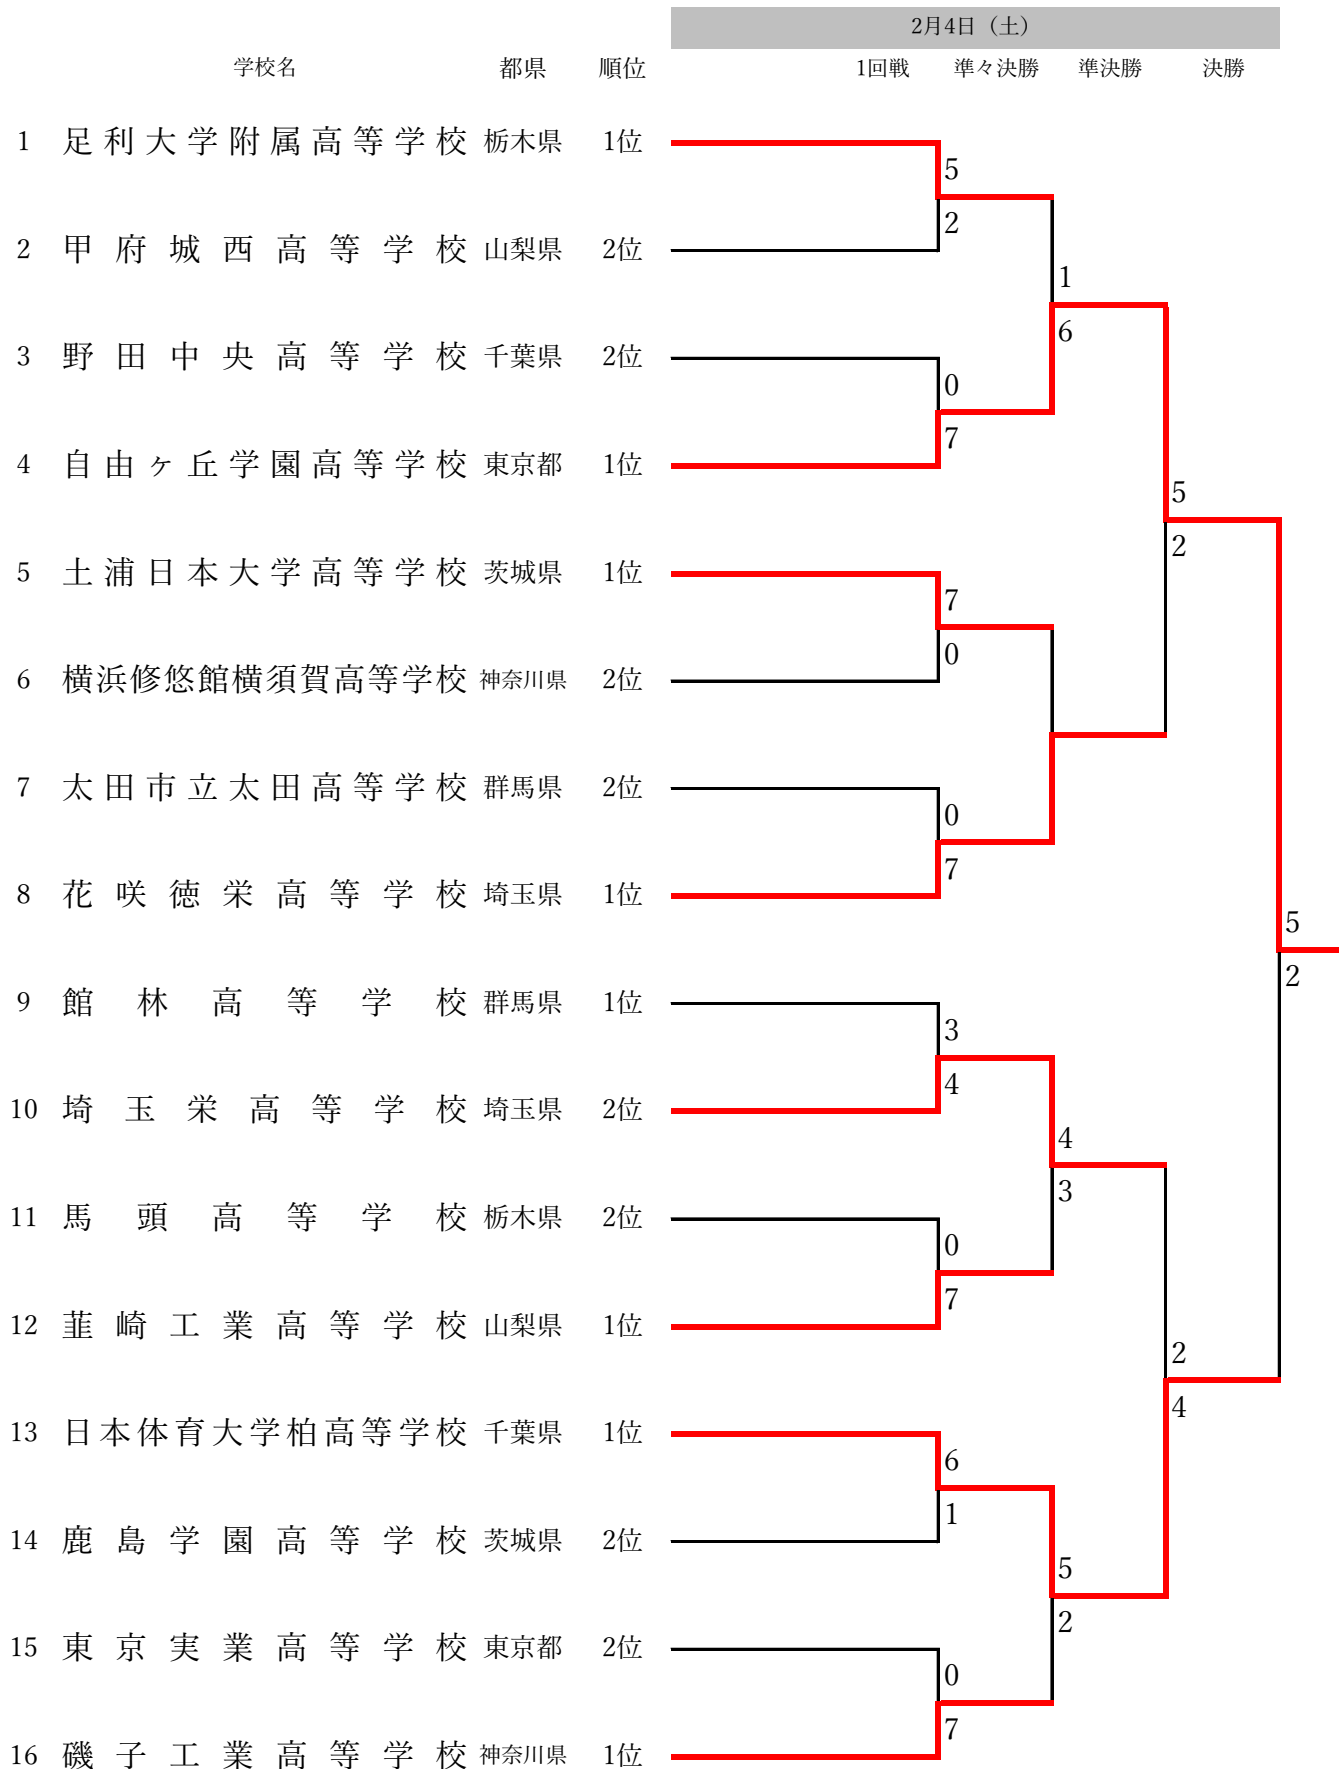 2月4日（土）
学校名 都県 順位 1回戦 準々決勝 準決勝 決勝
1 足利大学附属高等学校 栃木県 1位
5
2
2 甲府城西高等学校 山梨県 2位
1
6
3 野田中央高等学校 千葉県 2位
0
7
4 自由ヶ丘学園高等学校 東京都 1位
5
2
5 土浦日本大学高等学校 茨城県 1位
7
0
6 横浜修悠館横須賀高等学校 神奈川県 2位
7 太田市立太田高等学校 群馬県 2位
0
7
8 花咲徳栄高等学校 埼玉県 1位
5
2
9 館林高等学校 群馬県 1位
3
4
10 埼玉栄高等学校 埼玉県 2位
4
3
11 馬頭高等学校 栃木県 2位
0
7
12 韮崎工業高等学校 山梨県 1位
2
4
13 日本体育大学柏高等学校 千葉県 1位
6
1
14 鹿島学園高等学校 茨城県 2位
5
2
15 東京実業高等学校 東京都 2位
0
7
16 磯子工業高等学校 神奈川県 1位